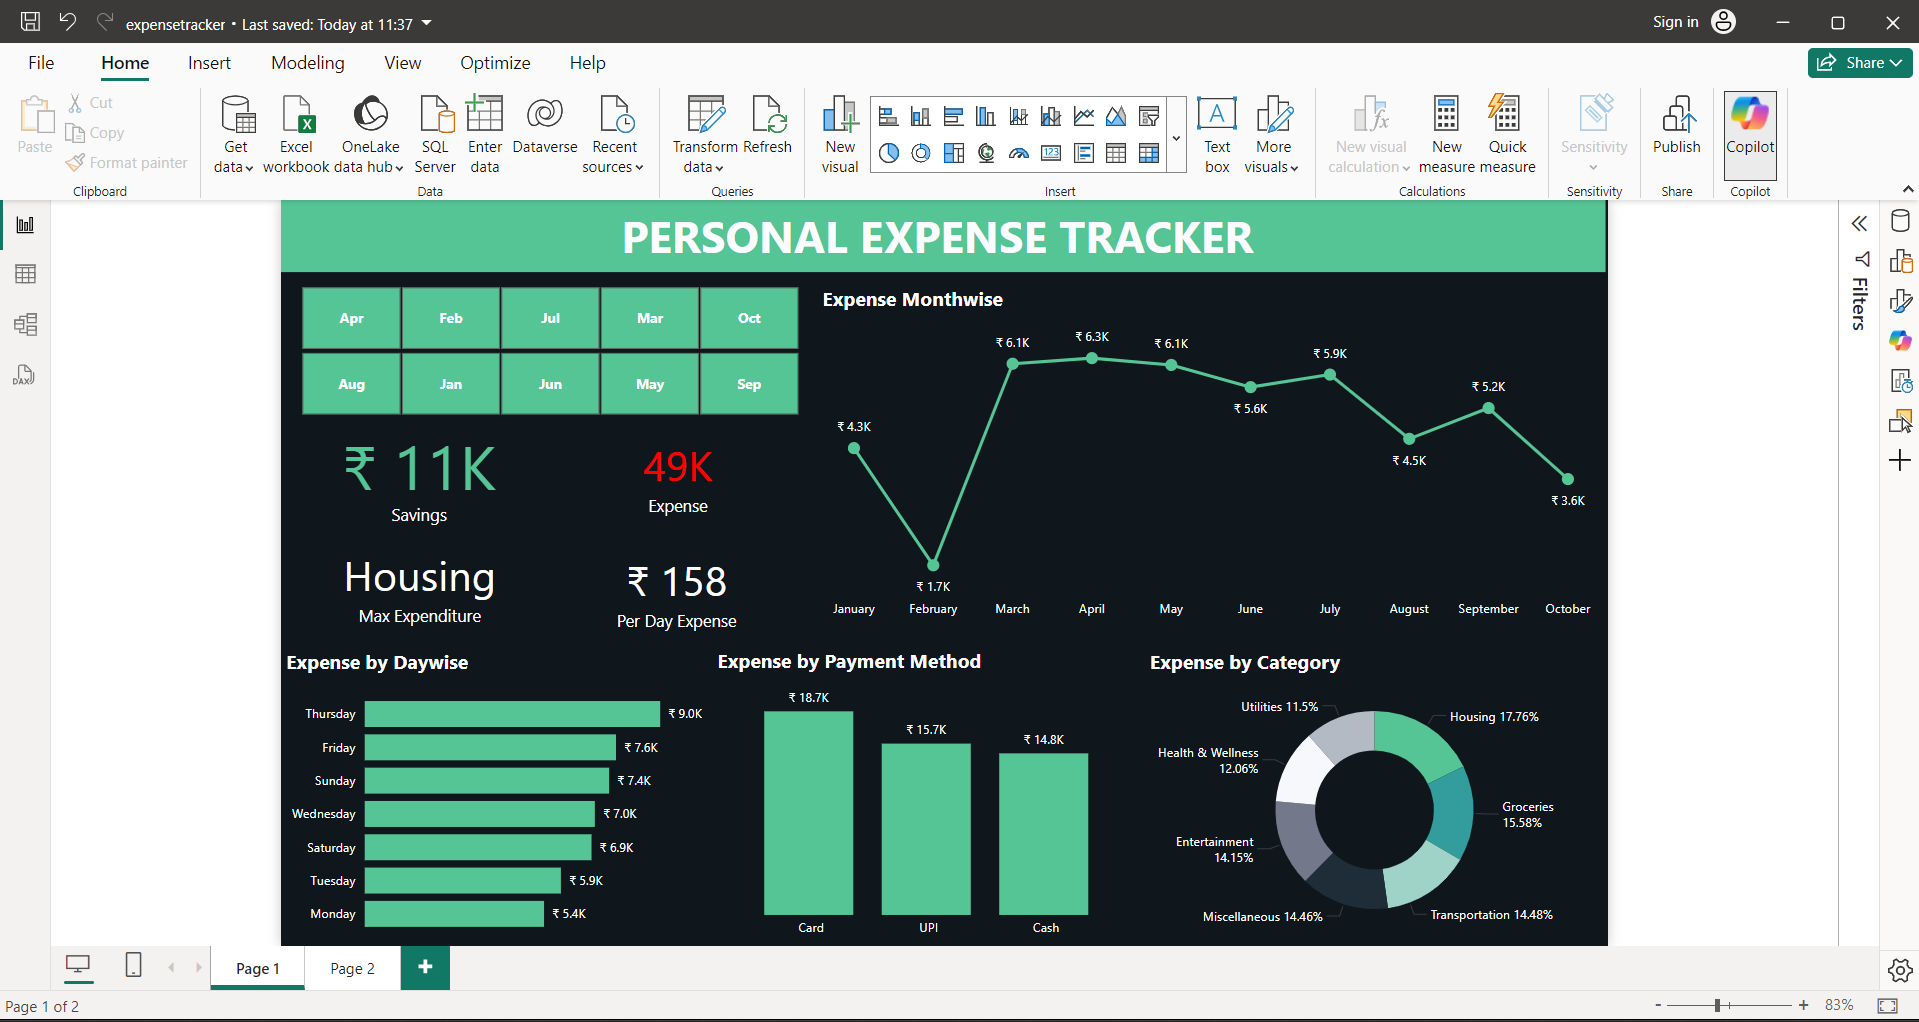 expensetracker • Last saved: Today at 11:37
Sign in
File Home Insert Modeling View Optimize Help
Share
Paste
Cut
Copy
Format painter
Clipboard
Get data
Excel workbook
OneLake data hub
SQL Server
Enter data
Dataverse
Recent sources
Data
Transform data
Refresh
Queries
New visual
123
A
Text box
More visuals
Insert
New visual calculation
New measure
Quick measure
Calculations
Sensitivity
Sensitivity
Publish
Share
Copilot
Copilot
DAX
Filters
PERSONAL EXPENSE TRACKER
Apr Feb Jul Mar Oct
Aug Jan Jun May Sep
₹ 11K
Savings
49K
Expense
Housing
Max Expenditure
₹ 158
Per Day Expense
Expense Monthwise
₹ 4.3K
₹ 1.7K
₹ 6.1K
₹ 6.3K
₹ 6.1K
₹ 5.6K
₹ 5.9K
₹ 4.5K
₹ 5.2K
₹ 3.6K
January February March April May June July August September October
Expense by Daywise
Thursday ₹ 9.0K
Friday ₹ 7.6K
Sunday ₹ 7.4K
Wednesday ₹ 7.0K
Saturday ₹ 6.9K
Tuesday ₹ 5.9K
Monday ₹ 5.4K
Expense by Payment Method
₹ 18.7K
₹ 15.7K
₹ 14.8K
Card UPI Cash
Expense by Category
Utilities 11.5%
Housing 17.76%
Health & Wellness
12.06%
Groceries
15.58%
Entertainment
14.15%
Miscellaneous 14.46%
Transportation 14.48%
Page 1 Page 2 +
Page 1 of 2
- + 83%